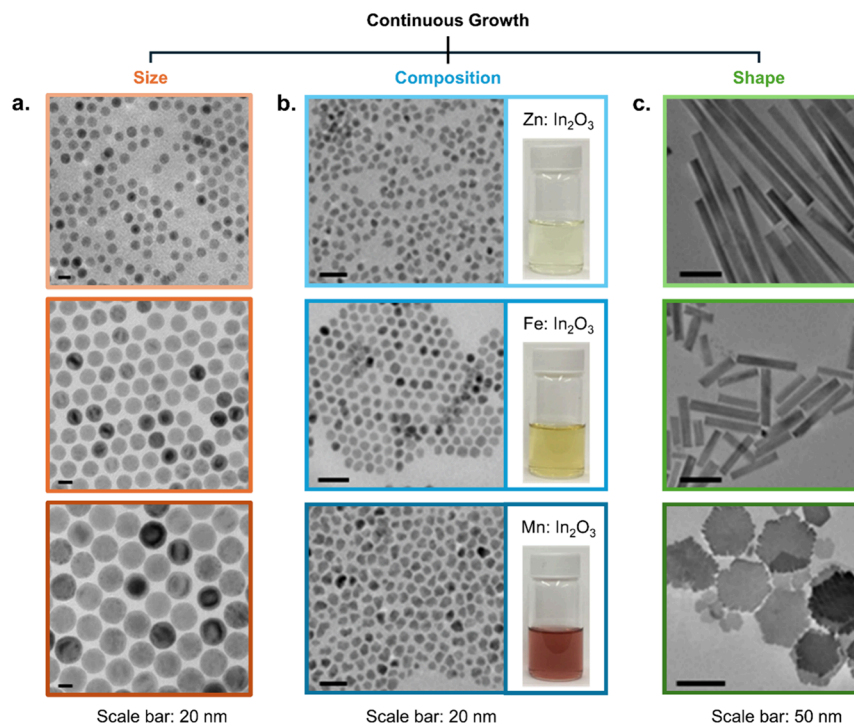 Continuous Growth
Size
Composition
Shape
a.
b.
Zn: In₂O₃
c.
Fe: In₂O₃
Mn: In₂O₃
Scale bar: 20 nm
Scale bar: 20 nm
Scale bar: 50 nm